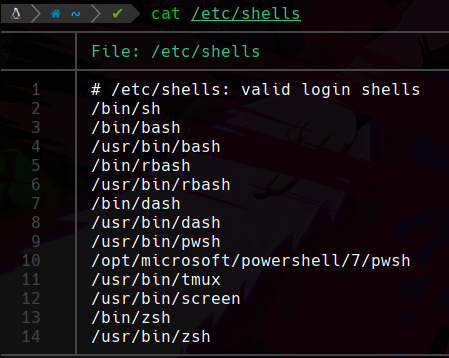 ~ ✔ cat /etc/shells
File: /etc/shells
1 # /etc/shells: valid login shells
2 /bin/sh
3 /bin/bash
4 /usr/bin/bash
5 /bin/rbash
6 /usr/bin/rbash
7 /bin/dash
8 /usr/bin/dash
9 /usr/bin/pwsh
10 /opt/microsoft/powershell/7/pwsh
11 /usr/bin/tmux
12 /usr/bin/screen
13 /bin/zsh
14 /usr/bin/zsh